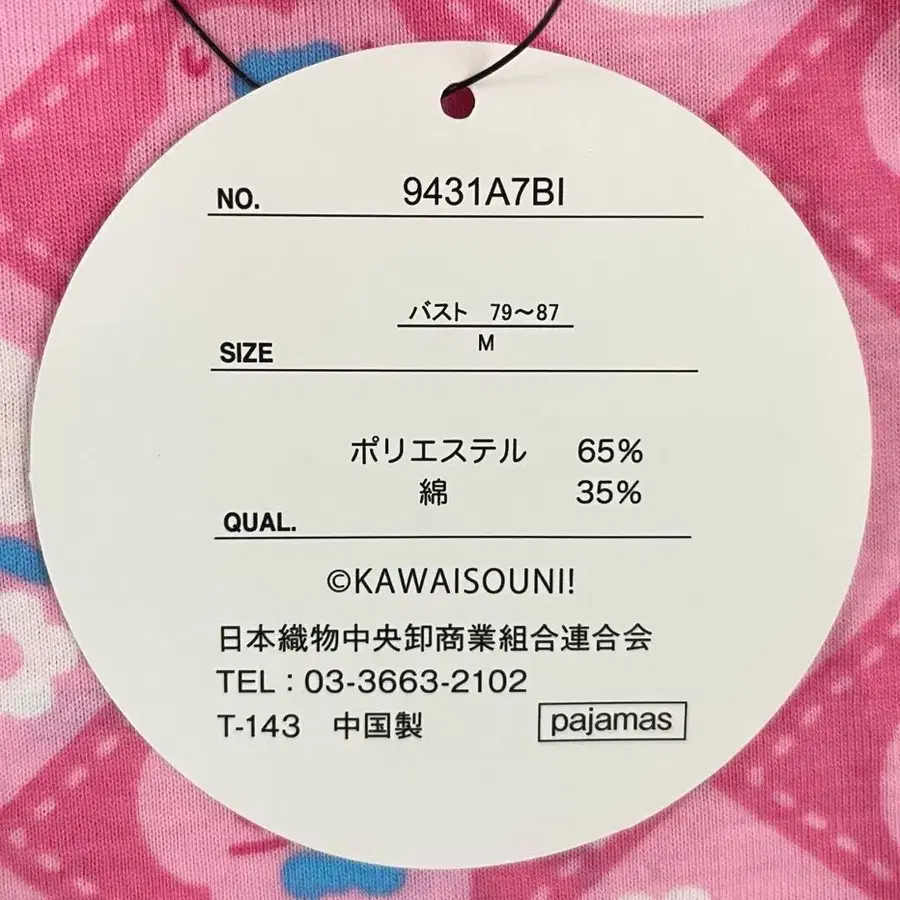 NO. 9431A7BI
バスト 79～87
M
SIZE
ポリエステル 65%
綿 35%
QUAL.
©KAWAISOUNI!
日本織物中央卸商業組合連合会
TEL：03-3663-2102
T-143 中国製 pajamas